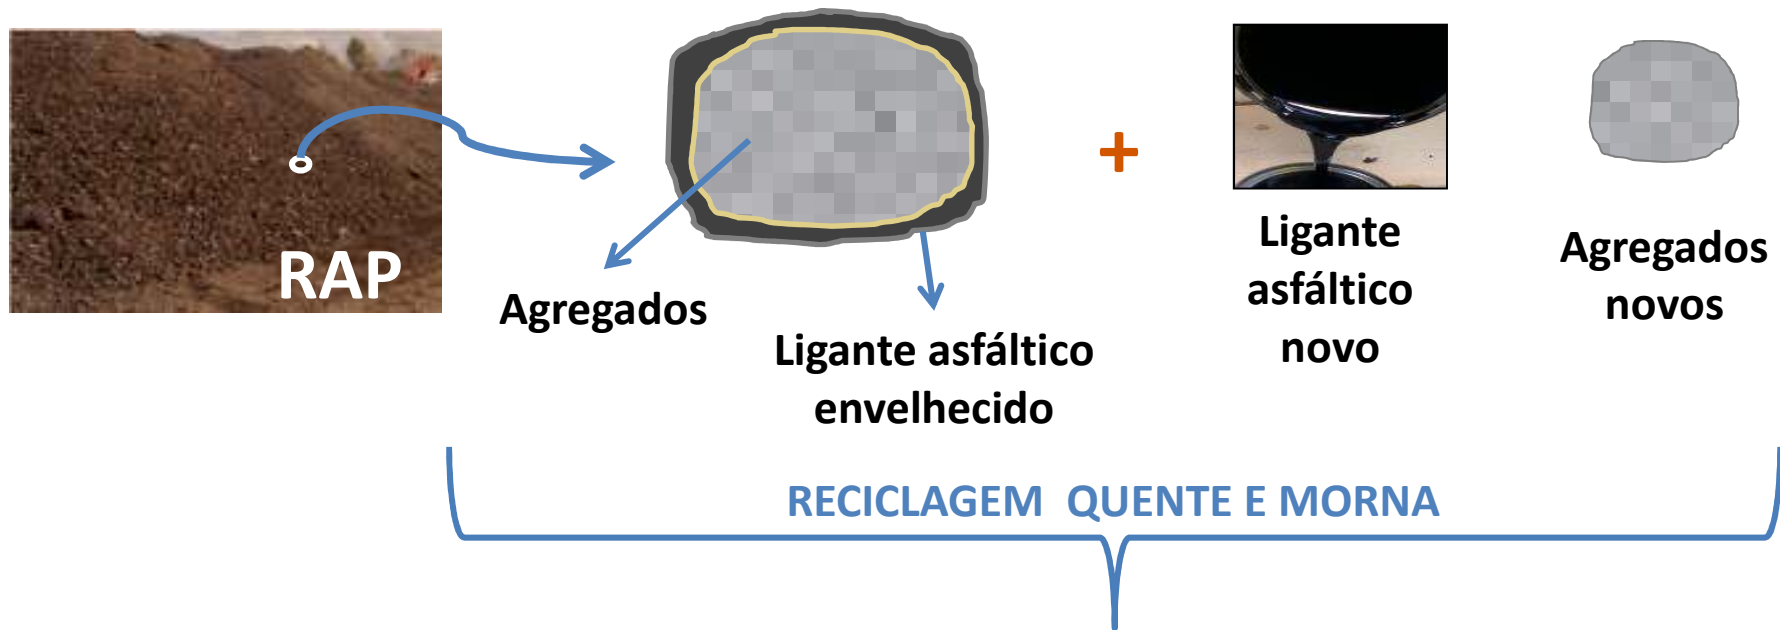 RAP
Agregados
Ligante asfáltico
envelhecido
Ligante
asfáltico
novo
Agregados
novos
RECICLAGEM QUENTE E MORNA